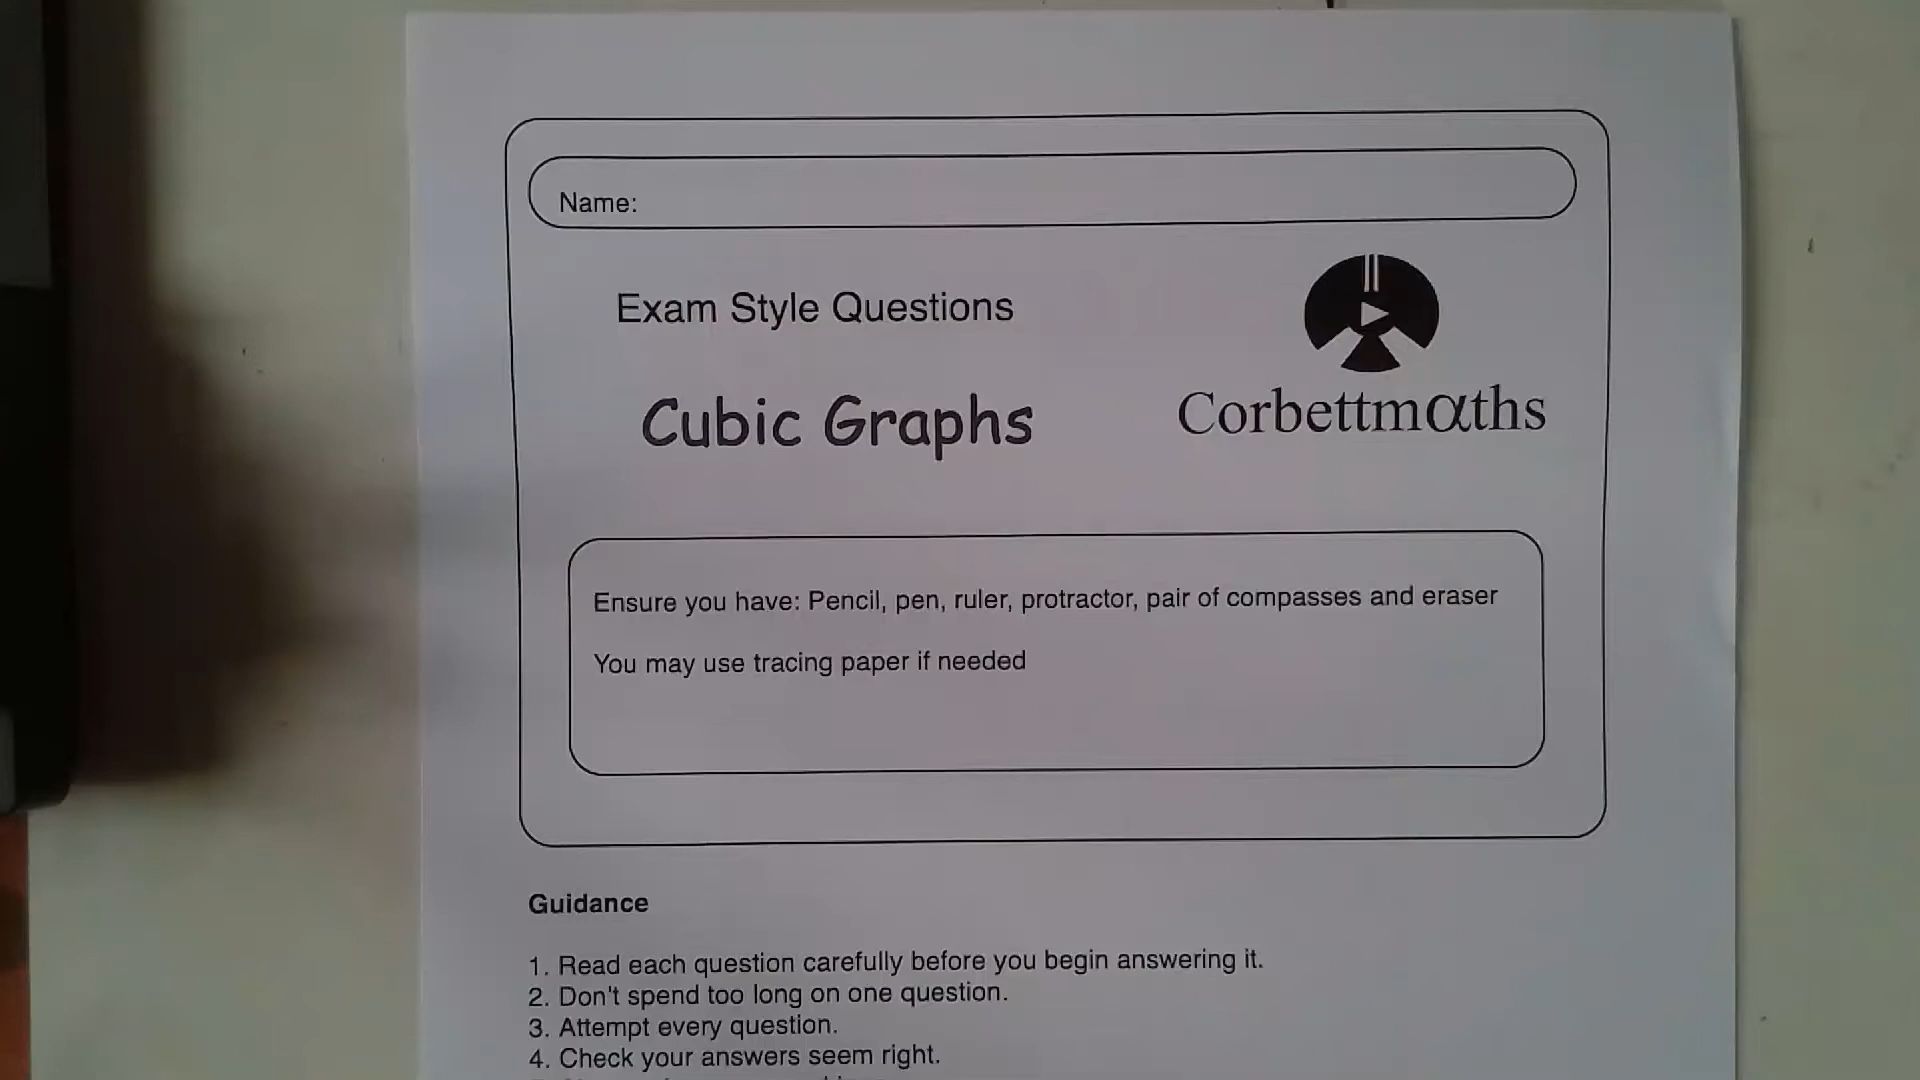 Name:
Exam Style Questions
Cubic Graphs
Corbettmαths
Ensure you have: Pencil, pen, ruler, protractor, pair of compasses and eraser
You may use tracing paper if needed
Guidance
1. Read each question carefully before you begin answering it.
2. Don't spend too long on one question.
3. Attempt every question.
4. Check your answers seem right.